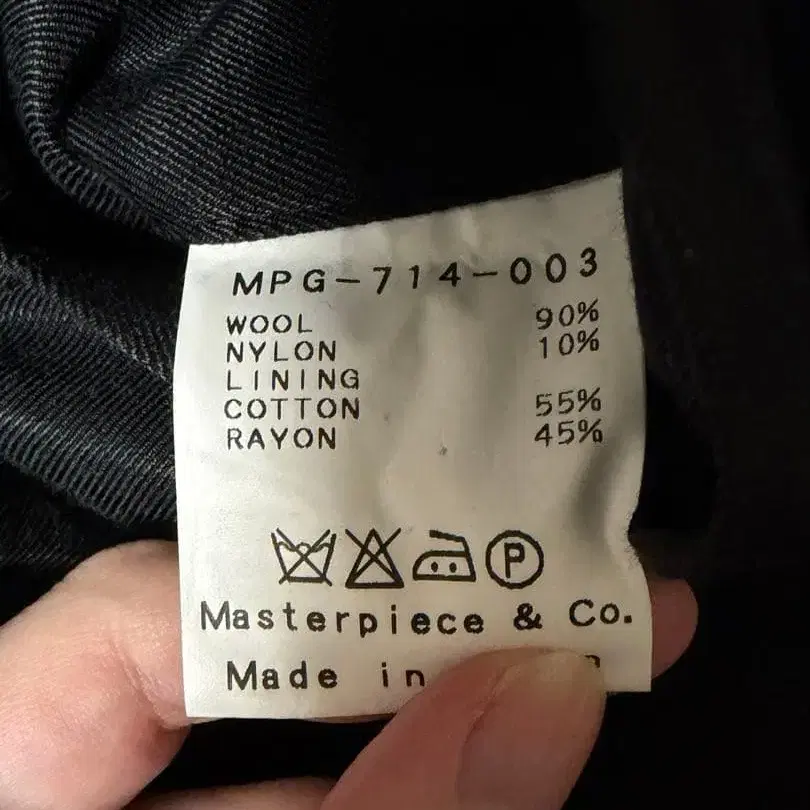 MPG-714-003
WOOL 90%
NYLON 10%
LINING
COTTON 55%
RAYON 45%
P
Masterpiece & Co.
Made in